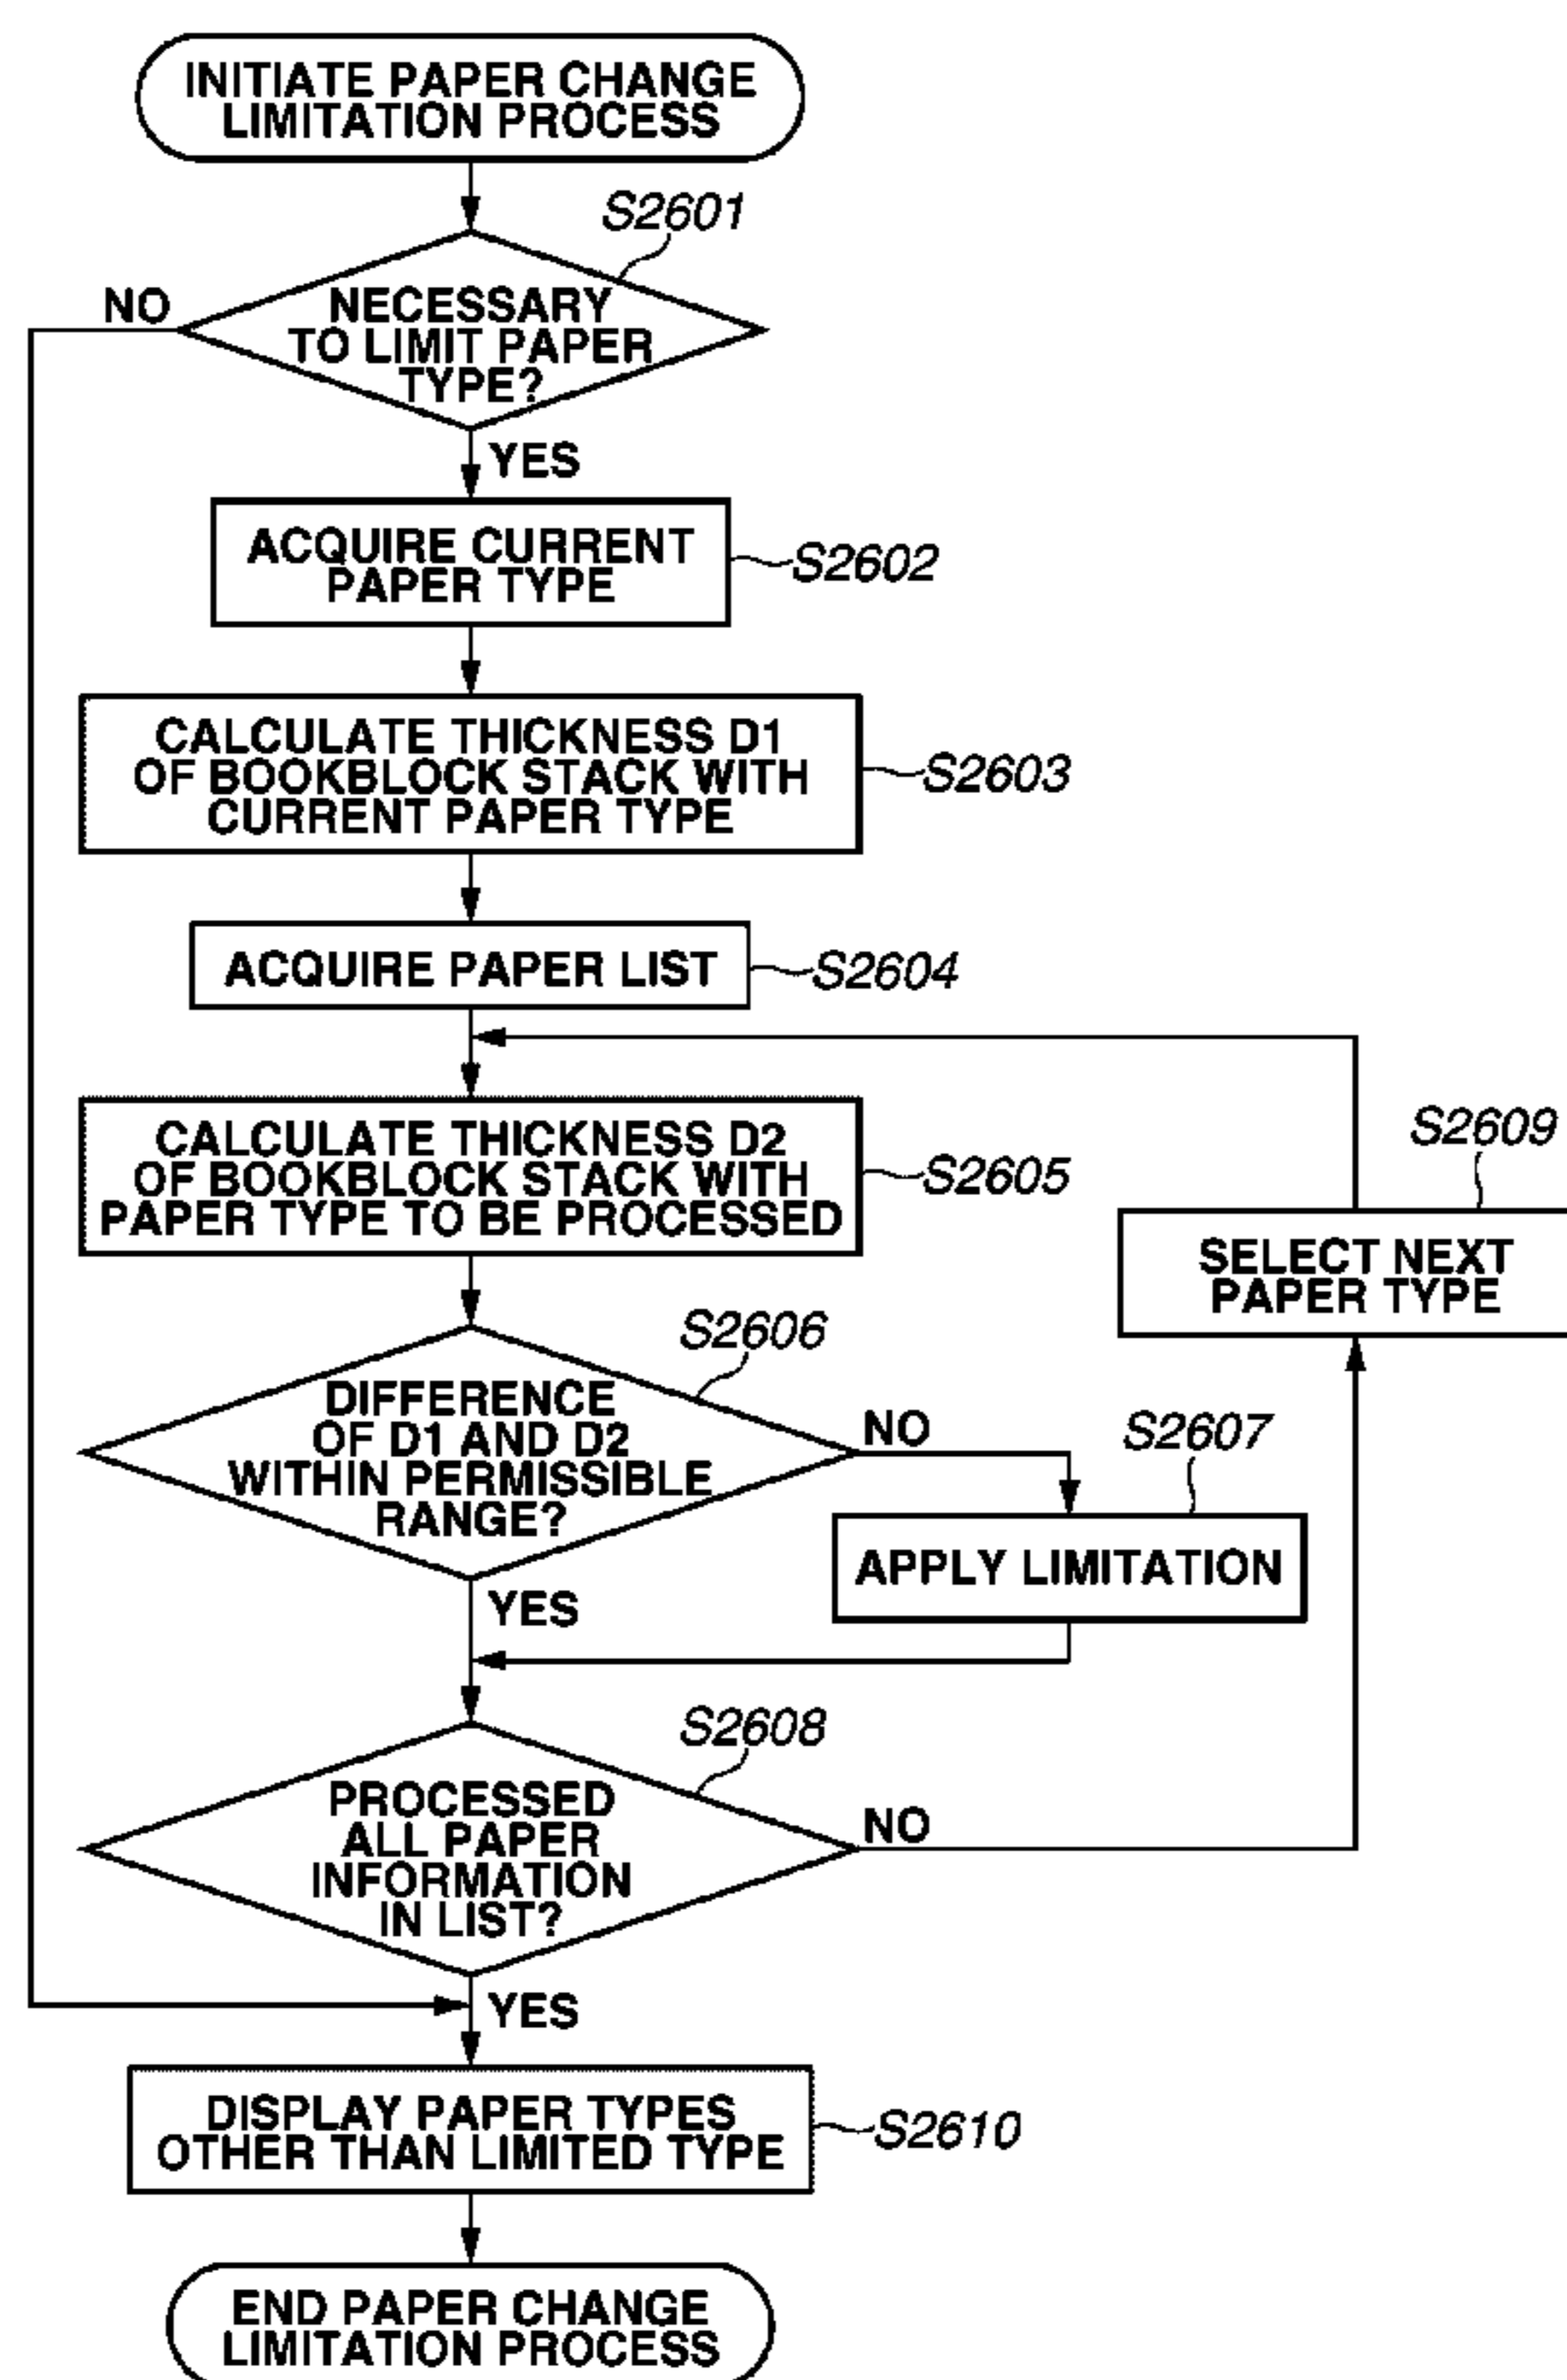 INITIATE PAPER CHANGE
LIMITATION PROCESS
S2601
NO
NECESSARY
TO LIMIT PAPER
TYPE?
YES
ACQUIRE CURRENT
PAPER TYPE
S2602
CALCULATE THICKNESS D1
OF BOOKBLOCK STACK WITH
CURRENT PAPER TYPE
S2603
ACQUIRE PAPER LIST
S2604
CALCULATE THICKNESS D2
OF BOOKBLOCK STACK WITH
PAPER TYPE TO BE PROCESSED
S2605
S2609
SELECT NEXT
PAPER TYPE
S2606
DIFFERENCE
OF D1 AND D2
WITHIN PERMISSIBLE
RANGE?
NO
S2607
APPLY LIMITATION
YES
S2608
PROCESSED
ALL PAPER
INFORMATION
IN LIST?
NO
YES
DISPLAY PAPER TYPES
OTHER THAN LIMITED TYPE
S2610
END PAPER CHANGE
LIMITATION PROCESS